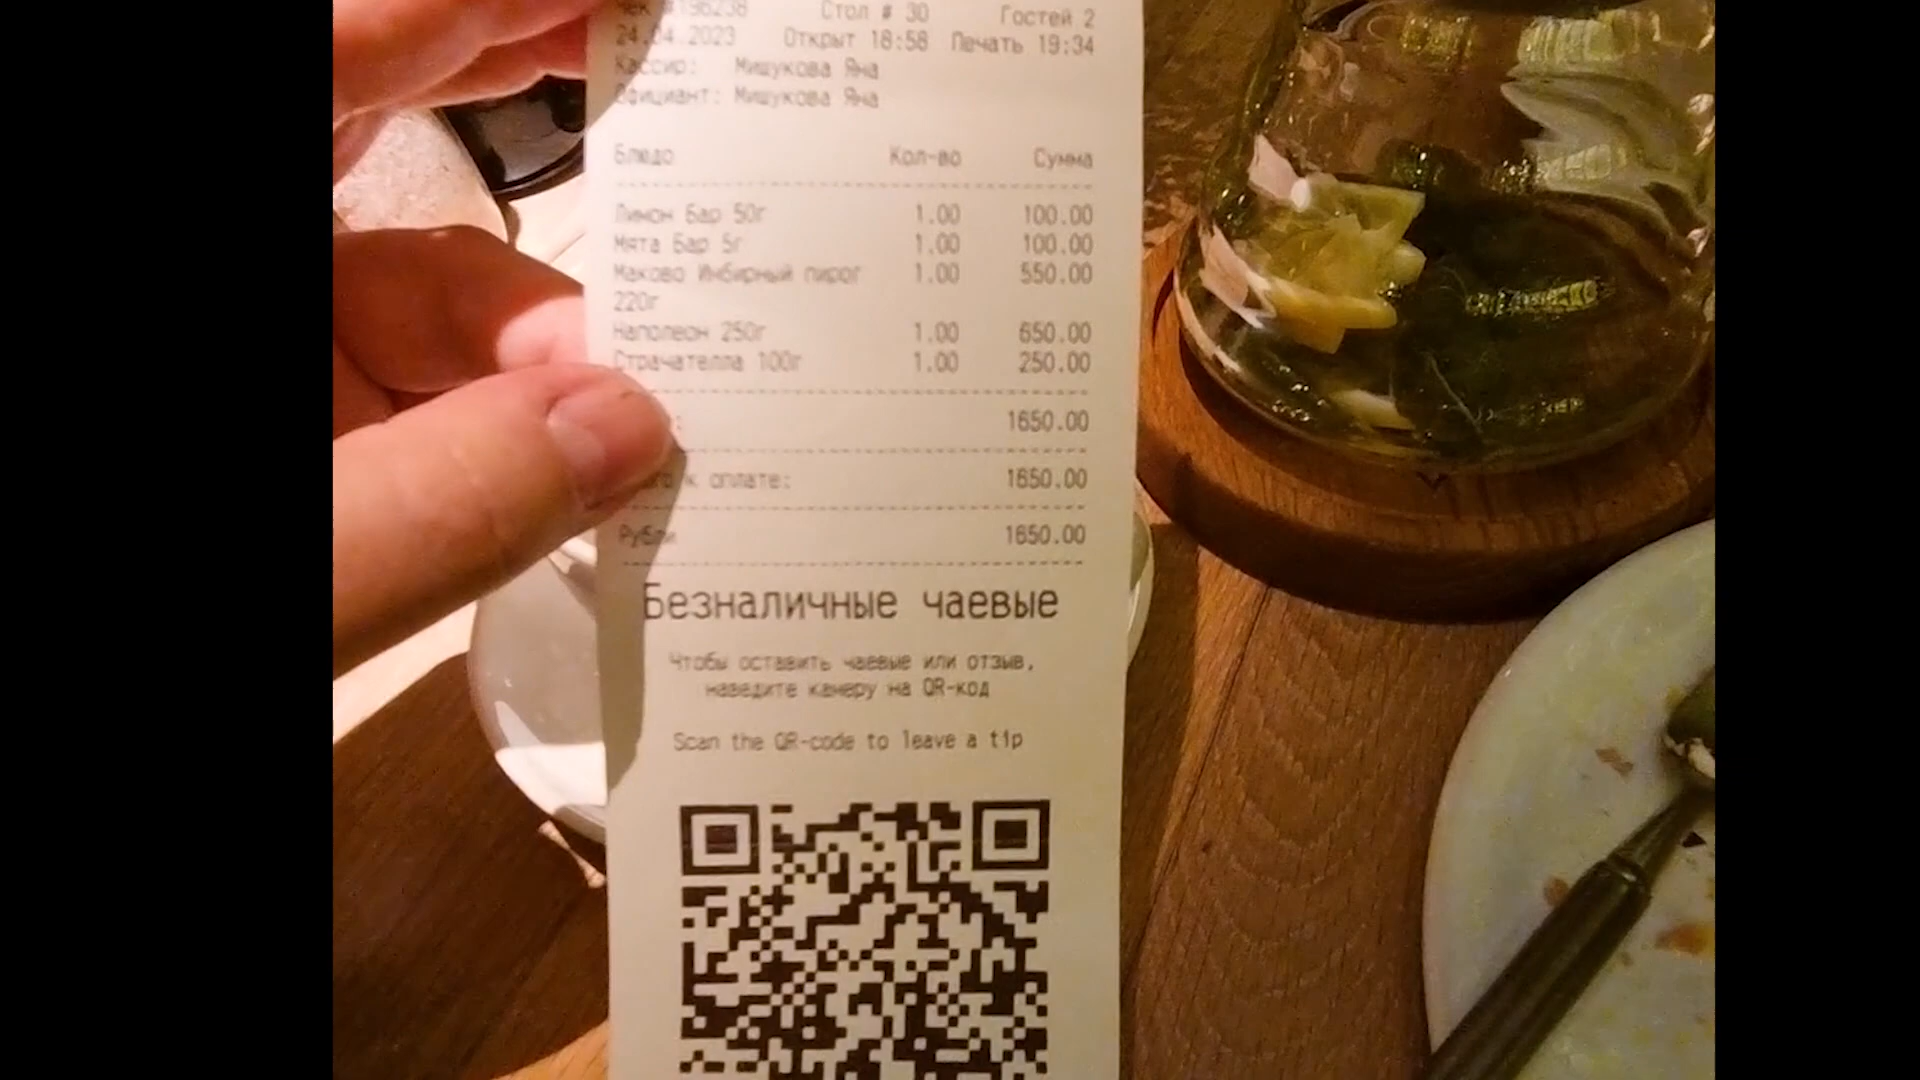 Чек #196238 Стол # 30 Гостей 2
24.04.2023 Открыт 18:58 Печать 19:34
Кассир: Мишукова Яна
Официант: Мишукова Яна
Блюдо Кол-во Сумма
Лимон бар 50г 1.00 100.00
Мята бар 5г 1.00 100.00
Маково Имбирный пирог 1.00 550.00
220г
Наполеон 250г 1.00 650.00
Страчателла 100г 1.00 250.00
: 1650.00
к оплате: 1650.00
Рубли 1650.00
Безналичные чаевые
Чтобы оставить чаевые или отзыв,
наведите камеру на QR-код
Scan the QR-code to leave a tip